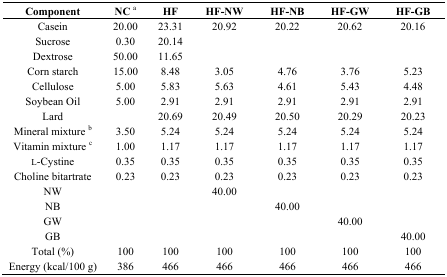 Component NC a HF HF-NW HF-NB HF-GW HF-GB
Casein 20.00 23.31 20.92 20.22 20.62 20.16
Sucrose 0.30 20.14
Dextrose 50.00 11.65
Corn starch 15.00 8.48 3.05 4.76 3.76 5.23
Cellulose 5.00 5.83 5.63 4.61 5.43 4.48
Soybean Oil 5.00 2.91 2.91 2.91 2.91 2.91
Lard 20.69 20.49 20.50 20.29 20.23
Mineral mixture b 3.50 5.24 5.24 5.24 5.24 5.24
Vitamin mixture c 1.00 1.17 1.17 1.17 1.17 1.17
L-Cystine 0.35 0.35 0.35 0.35 0.35 0.35
Choline bitartrate 0.23 0.23 0.23 0.23 0.23 0.23
NW 40.00
NB 40.00
GW 40.00
GB 40.00
Total (%) 100 100 100 100 100 100
Energy (kcal/100 g) 386 466 466 466 466 466